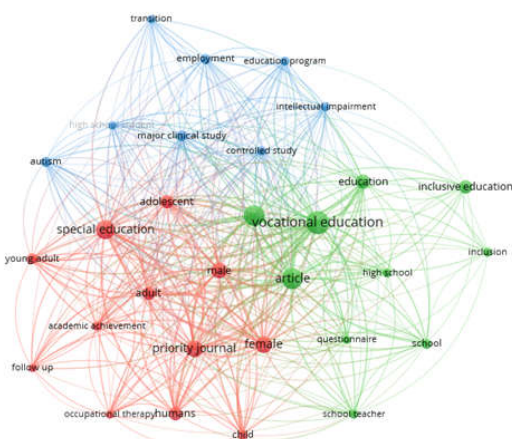 transition
employment
education program
intellectual impairment
major clinical study
controlled study
autism
education
inclusive education
adolescent
vocational education
special education
inclusion
young adult
male
article
high school
adult
academic achievement
questionnaire
school
priority journal
female
follow up
occupational therapy
humans
school teacher
child